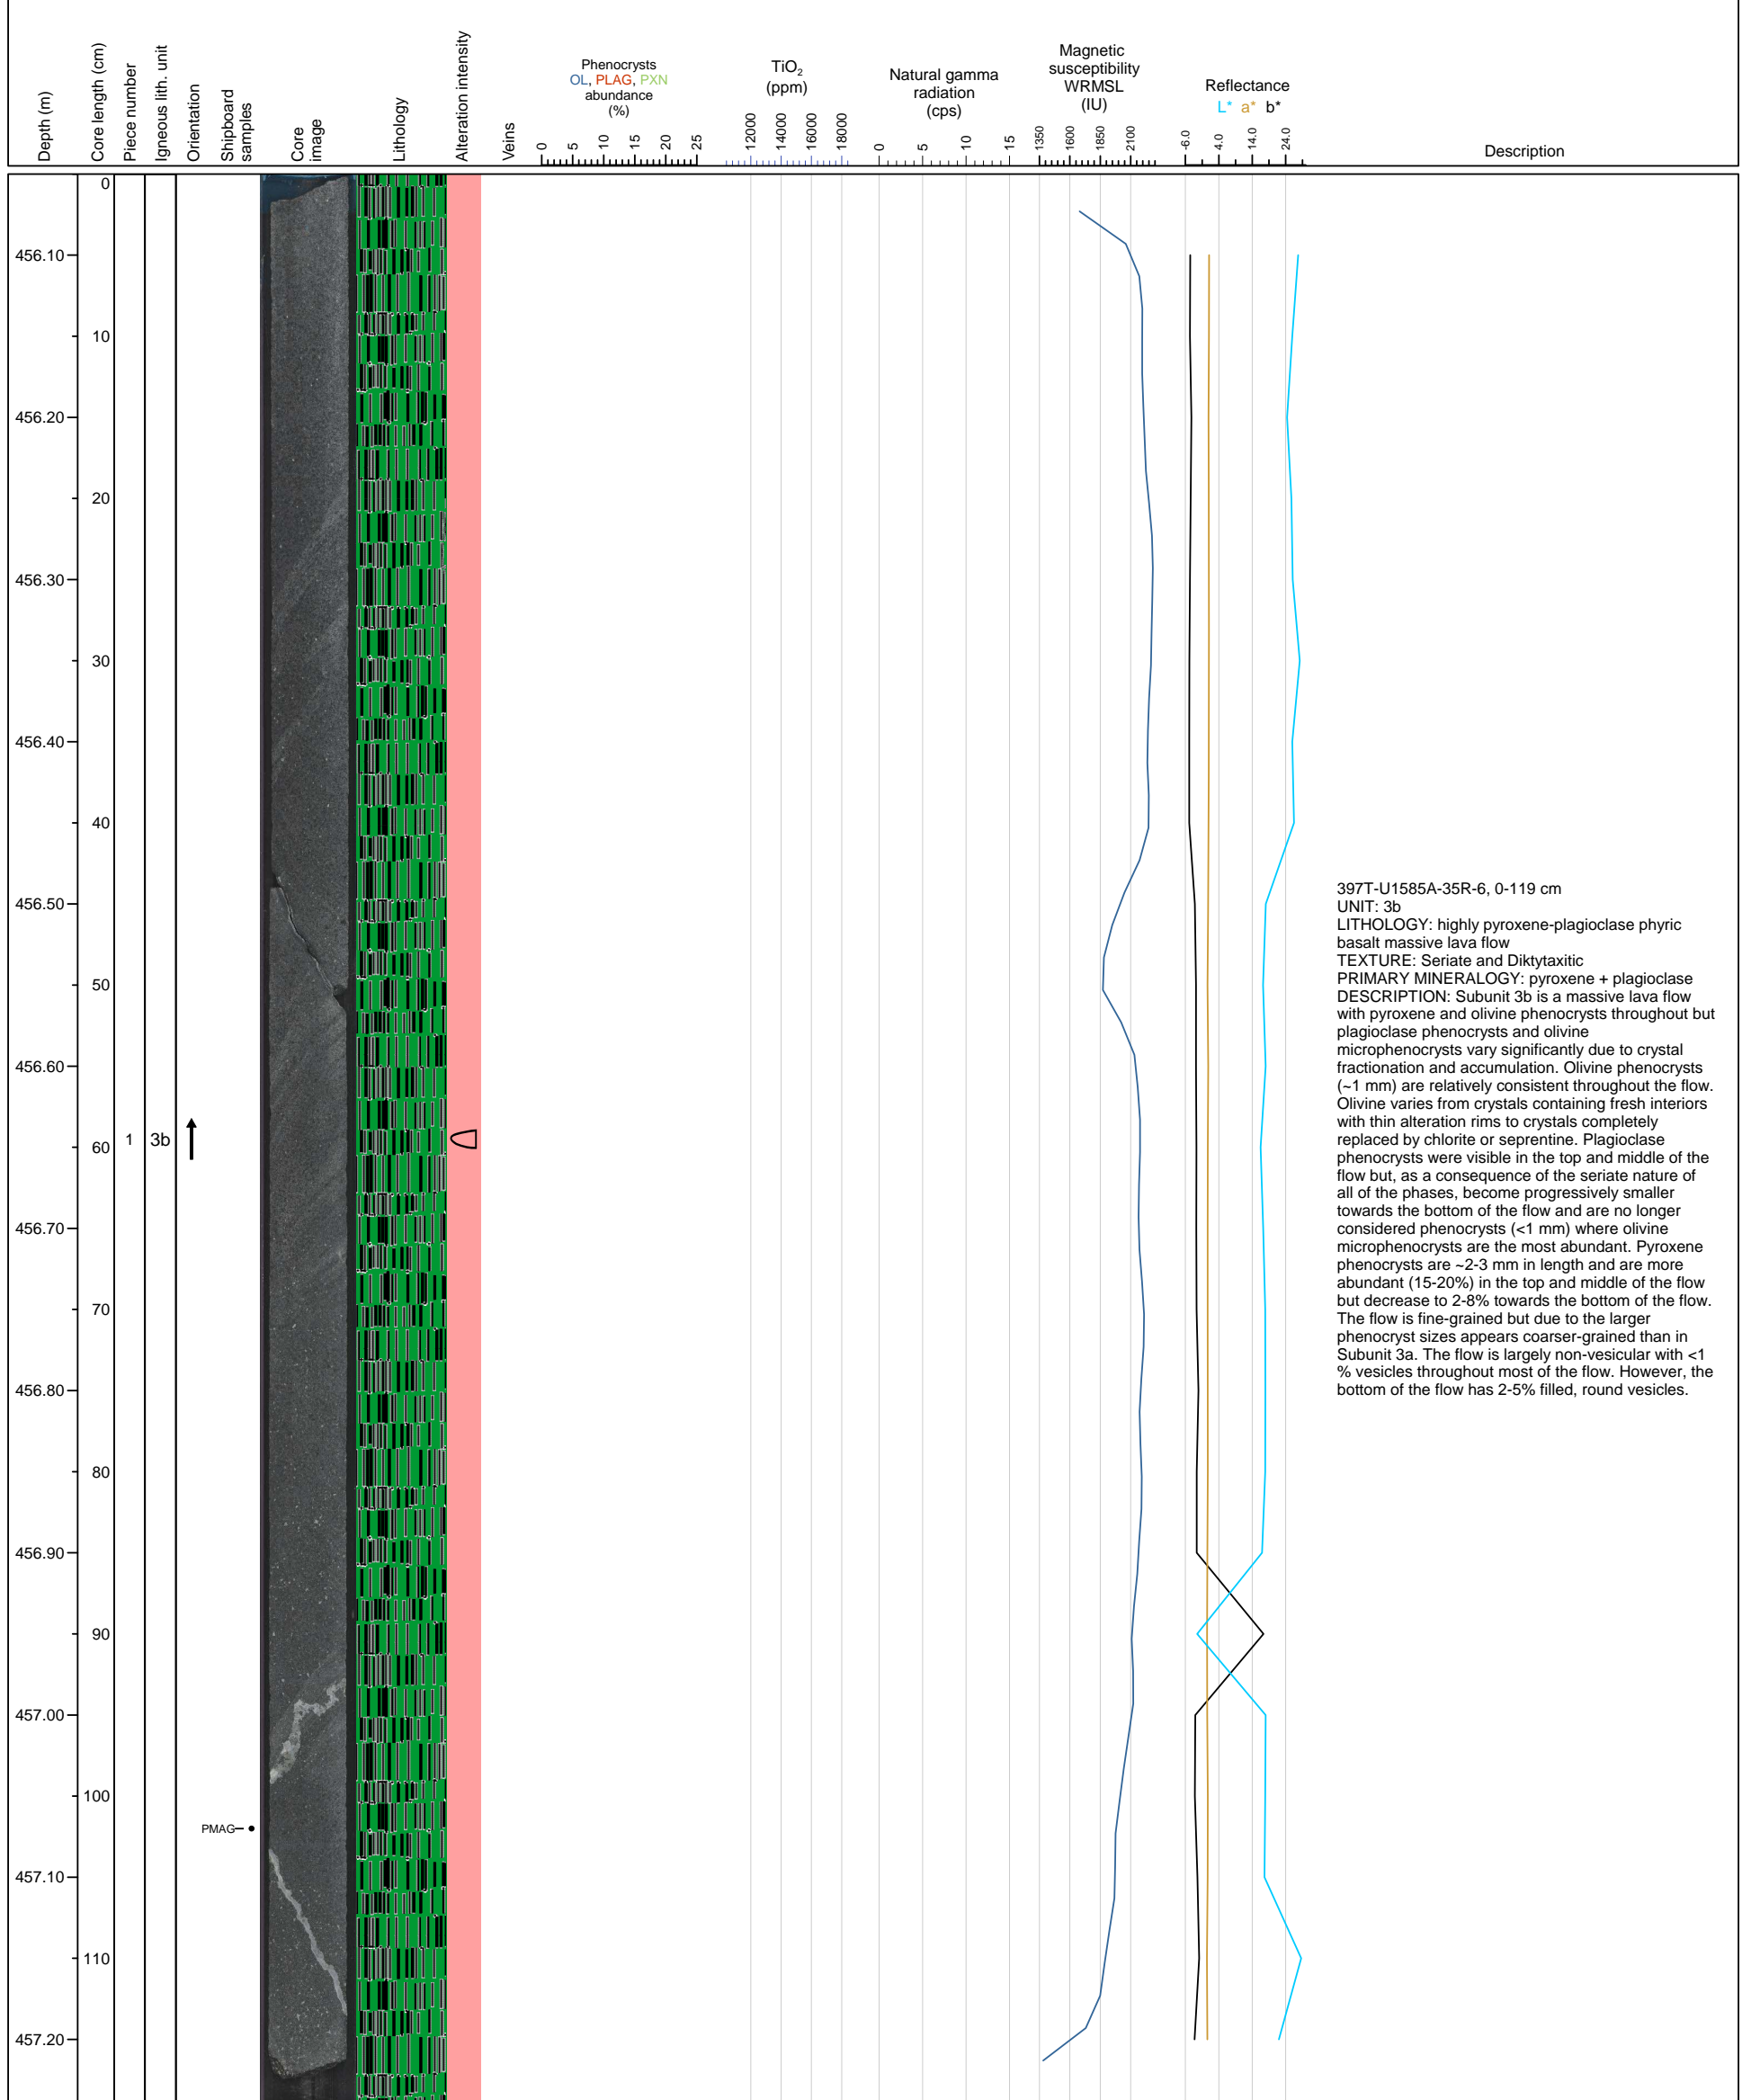 Depth (m)
Core length (cm)
Piece number
Igneous lith. unit
Orientation
Shipboard
samples
Core
image
Lithology
Alteration intensity
Veins
Phenocrysts
OL, PLAG, PXN
abundance
(%)
0 5 10 15 20 25
TiO2
(ppm)
12000 14000 16000 18000
Natural gamma
radiation
(cps)
0 5 10 15
Magnetic
susceptibility
WRMSL
(IU)
1350 1600 1850 2100
Reflectance
L* a* b*
-6.0 4.0 14.0 24.0
Description
0
456.10
10
456.20
20
456.30
30
456.40
40
456.50
50
456.60
1 3b
60
456.70
70
456.80
80
456.90
90
457.00
100
PMAG
457.10
110
457.20
397T-U1585A-35R-6, 0-119 cm
UNIT: 3b
LITHOLOGY: highly pyroxene-plagioclase phyric
basalt massive lava flow
TEXTURE: Seriate and Diktytaxitic
PRIMARY MINERALOGY: pyroxene + plagioclase
DESCRIPTION: Subunit 3b is a massive lava flow
with pyroxene and olivine phenocrysts throughout but
plagioclase phenocrysts and olivine
microphenocrysts vary significantly due to crystal
fractionation and accumulation. Olivine phenocrysts
(~1 mm) are relatively consistent throughout the flow.
Olivine varies from crystals containing fresh interiors
with thin alteration rims to crystals completely
replaced by chlorite or seprentine. Plagioclase
phenocrysts were visible in the top and middle of the
flow but, as a consequence of the seriate nature of
all of the phases, become progressively smaller
towards the bottom of the flow and are no longer
considered phenocrysts (<1 mm) where olivine
microphenocrysts are the most abundant. Pyroxene
phenocrysts are ~2-3 mm in length and are more
abundant (15-20%) in the top and middle of the flow
but decrease to 2-8% towards the bottom of the flow.
The flow is fine-grained but due to the larger
phenocryst sizes appears coarser-grained than in
Subunit 3a. The flow is largely non-vesicular with <1
% vesicles throughout most of the flow. However, the
bottom of the flow has 2-5% filled, round vesicles.